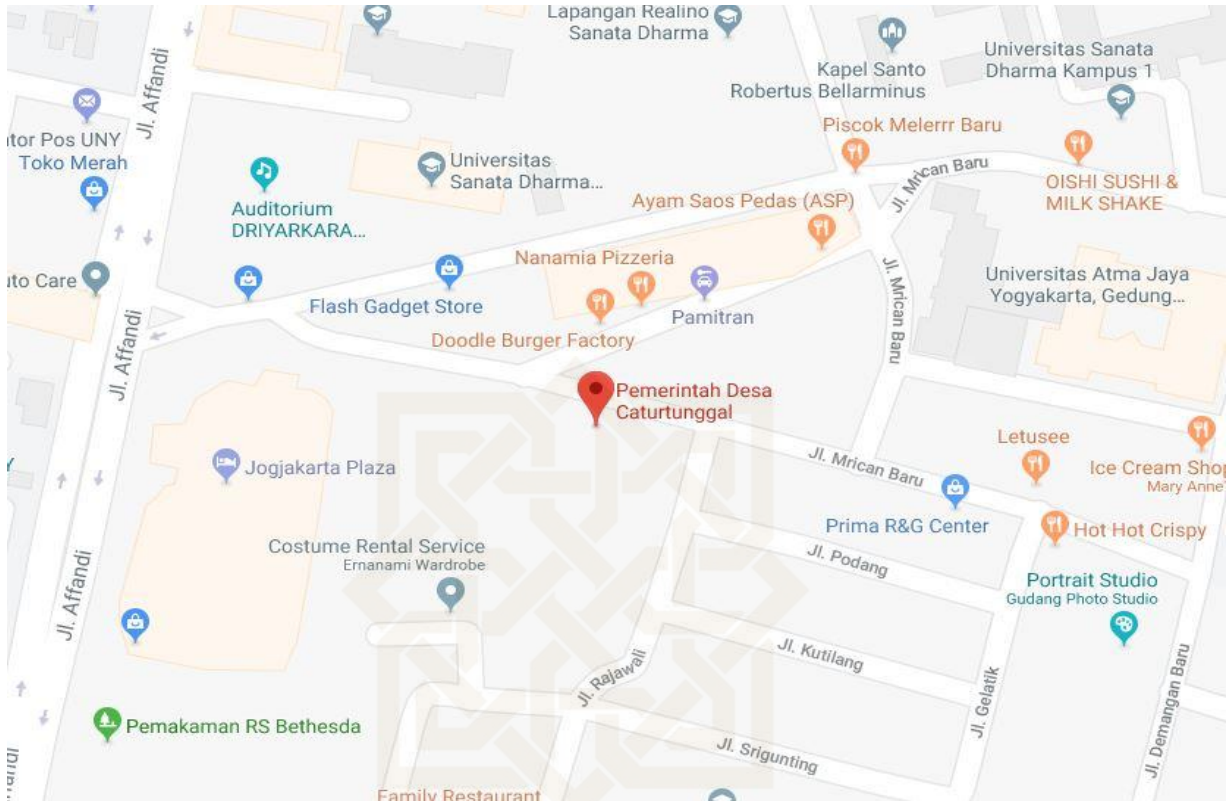 Lapangan Realino
Sanata Dharma
Jl. Affandi
Kapel Santo
Robertus Bellarminus
Universitas Sanata
Dharma Kampus 1
tor Pos UNY
Toko Merah
Piscok Melerrr Baru
Jl. Mrican Baru
OISHI SUSHI &
MILK SHAKE
Universitas
Sanata Dharma...
Auditorium
DRIYARKARA...
Ayam Saos Pedas (ASP)
uto Care
Nanamia Pizzeria
Flash Gadget Store
Pamitran
Jl. Mrican Baru
Universitas Atma Jaya
Yogyakarta, Gedung...
Doodle Burger Factory
Jl. Affandi
Pemerintah Desa
Caturtunggal
Jogjakarta Plaza
Jl. Mrican Baru
Letusee
Ice Cream Shop
Mary Anne'
Prima R&G Center
Hot Hot Crispy
Costume Rental Service
Ernanami Wardrobe
Jl. Podang
Portrait Studio
Gudang Photo Studio
Jl. Affandi
Jl. Kutilang
Jl. Rajawali
Jl. Gelatik
Jl. Demangan Baru
Pemakaman RS Bethesda
Jl. Srigunting
ffandi
Family Restaurant